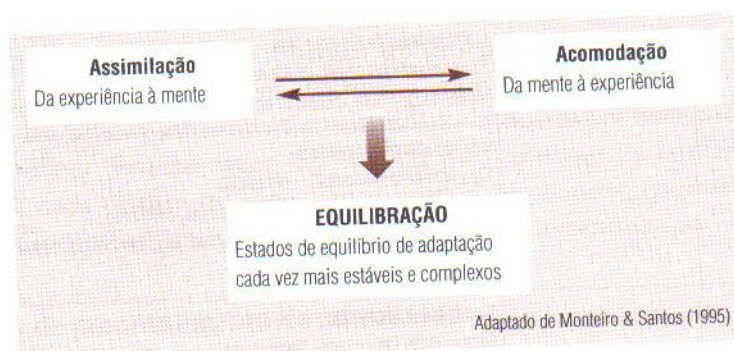 Assimilação
Da experiência à mente
Acomodação
Da mente à experiência
EQUILIBRAÇÃO
Estados de equilíbrio de adaptação
cada vez mais estáveis e complexos
Adaptado de Monteiro & Santos (1995)